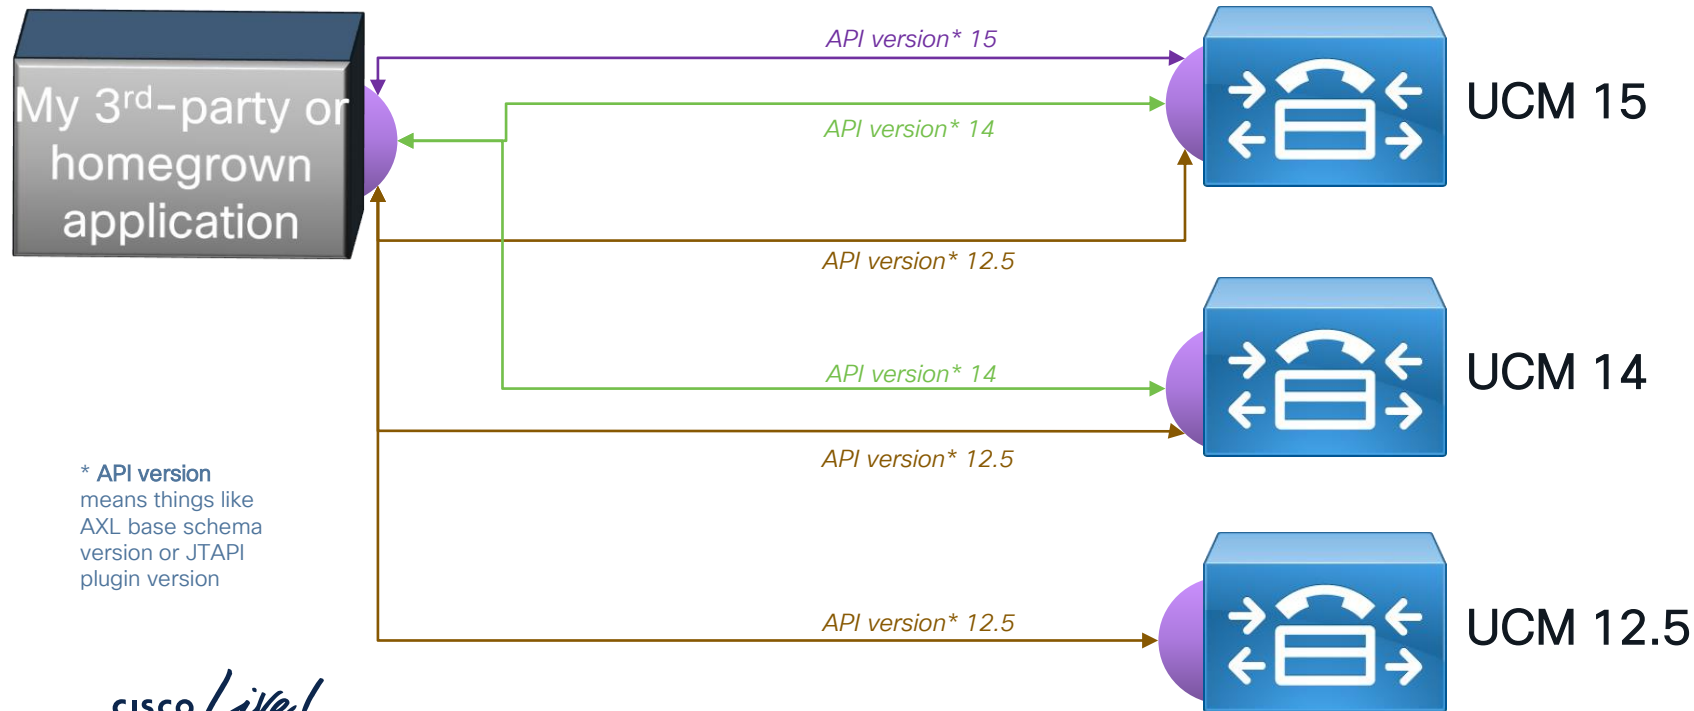 API version* 15
My 3rd-party or
homegrown
application
API version* 14
UCM 15
API version* 12.5
API version* 14
UCM 14
API version* 12.5
* API version
means things like
AXL base schema
version or JTAPI
plugin version
API version* 12.5
UCM 12.5
CISCO Live!